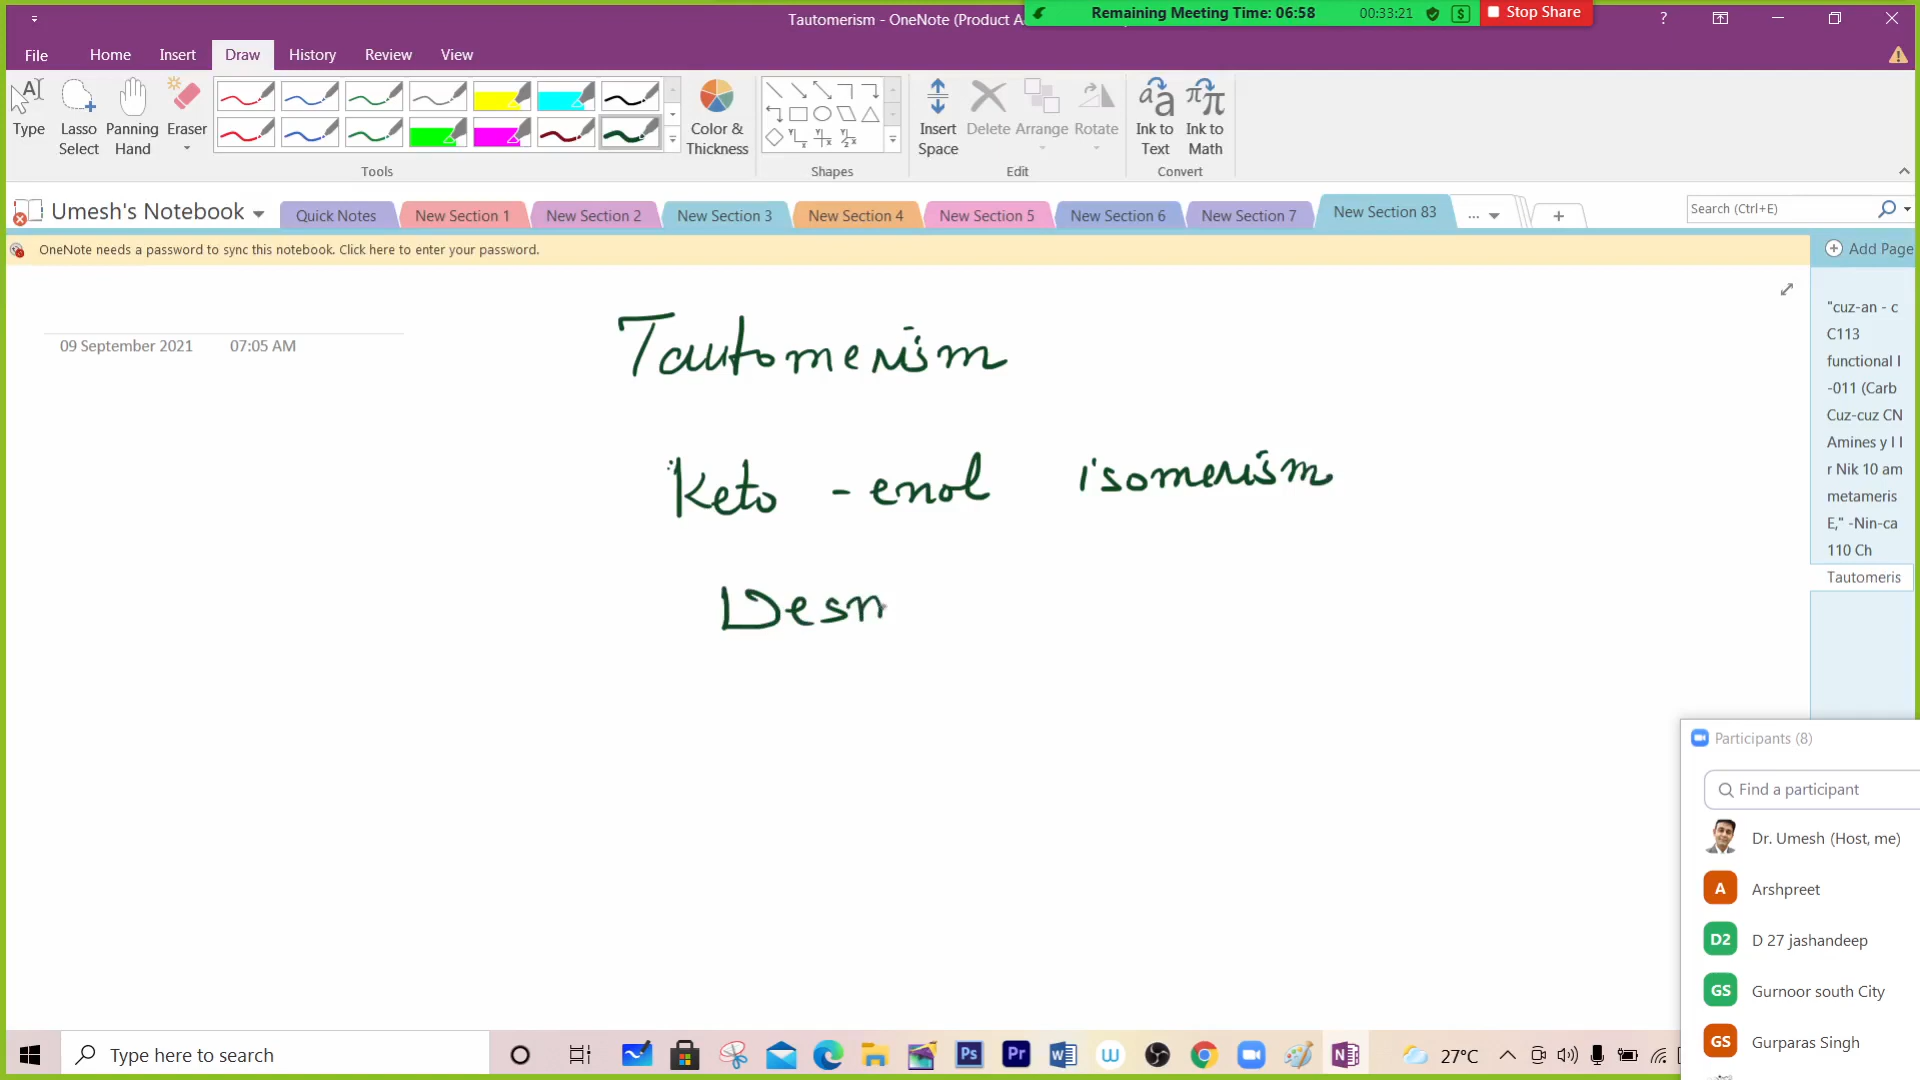 Tautomerism - OneNote (Product A
Remaining Meeting Time: 06:58 00:33:21 $ Stop Share ?
File Home Insert Draw History Review View
Type Lasso Select Panning Hand Eraser Color & Thickness Insert Space Delete Arrange Rotate Ink to Text Ink to Math
Tools Shapes Edit Convert
Umesh's Notebook Quick Notes New Section 1 New Section 2 New Section 3 New Section 4 New Section 5 New Section 6 New Section 7 New Section 83 ... + Search (Ctrl+E)
OneNote needs a password to sync this notebook. Click here to enter your password.
Add Page
09 September 2021 07:05 AM
Tautomerism
Keto - enol isomerism
Desm
"cuz-an - c
C113
functional I
-011 (Carb
Cuz-cuz CN
Amines y I I
r Nik 10 am
metameris
E," -Nin-ca
110 Ch
Tautomeris
Participants (8)
Find a participant
Dr. Umesh (Host, me)
A Arshpreet
D2 D 27 jashandeep
GS Gurnoor south City
GS Gurparas Singh
Type here to search
Ps Pr W N 27°C